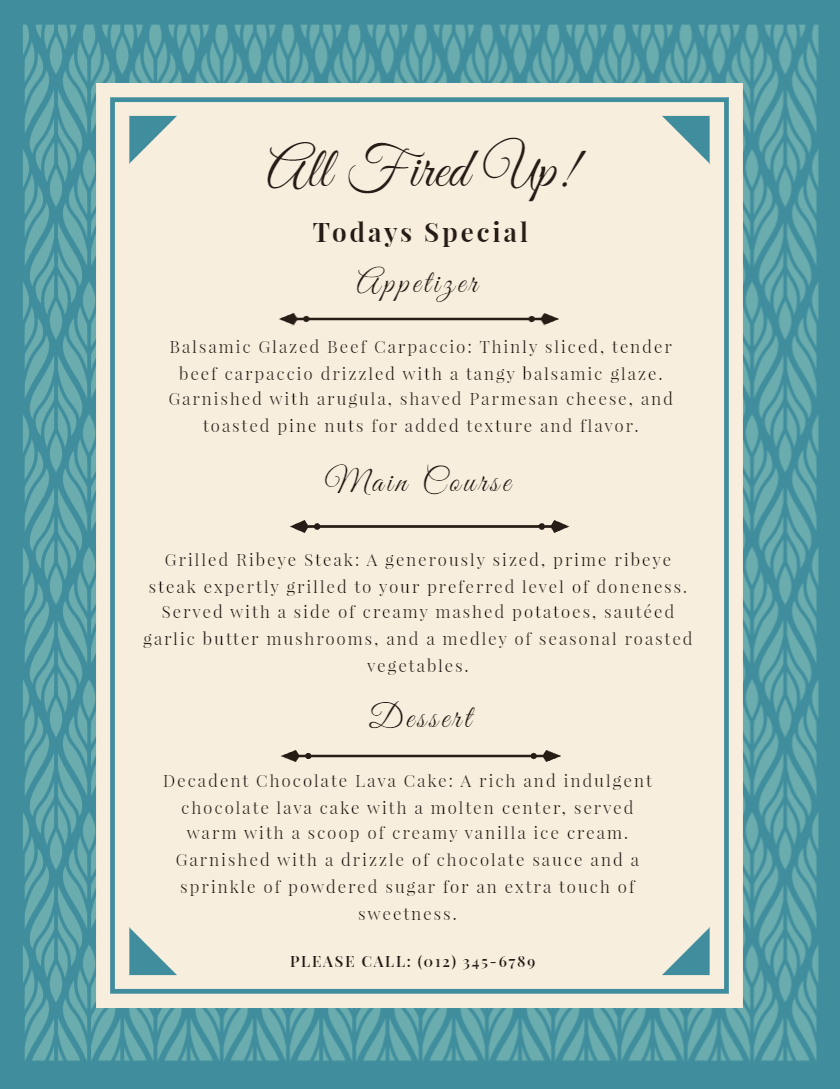 All Fired Up!
Todays Special
Appetizer
Balsamic Glazed Beef Carpaccio: Thinly sliced, tender
beef carpaccio drizzled with a tangy balsamic glaze.
Garnished with arugula, shaved Parmesan cheese, and
toasted pine nuts for added texture and flavor.
Main Course
Grilled Ribeye Steak: A generously sized, prime ribeye
steak expertly grilled to your preferred level of doneness.
Served with a side of creamy mashed potatoes, sautéed
garlic butter mushrooms, and a medley of seasonal roasted
vegetables.
Dessert
Decadent Chocolate Lava Cake: A rich and indulgent
chocolate lava cake with a molten center, served
warm with a scoop of creamy vanilla ice cream.
Garnished with a drizzle of chocolate sauce and a
sprinkle of powdered sugar for an extra touch of
sweetness.
PLEASE CALL: (012) 345-6789